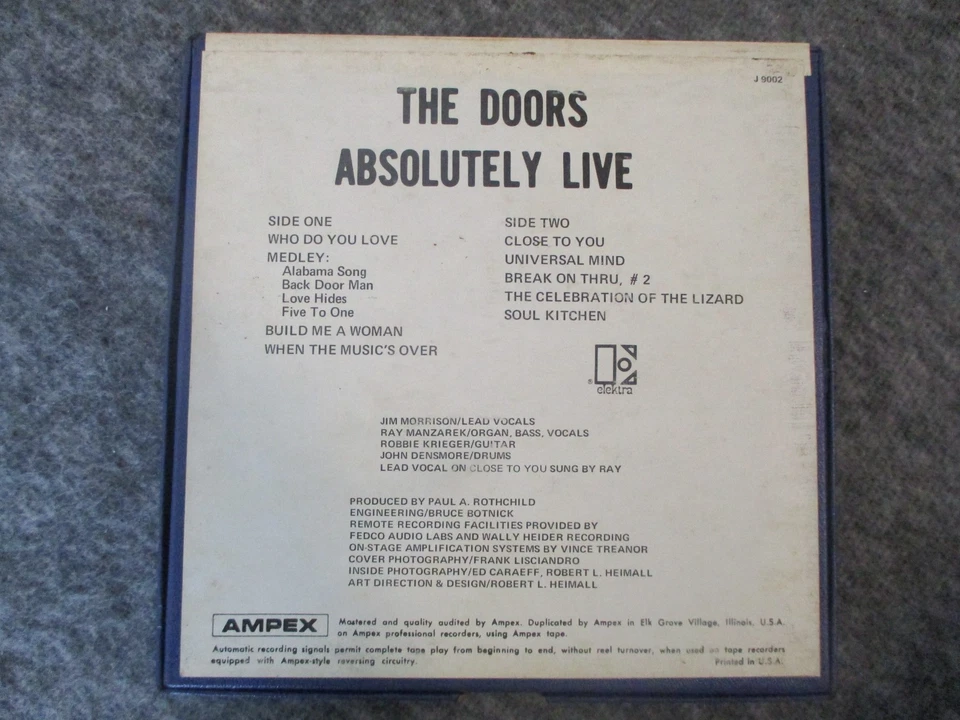 J 9002
THE DOORS
ABSOLUTELY LIVE
SIDE ONE
WHO DO YOU LOVE
MEDLEY:
Alabama Song
Back Door Man
Love Hides
Five To One
BUILD ME A WOMAN
WHEN THE MUSIC'S OVER
SIDE TWO
CLOSE TO YOU
UNIVERSAL MIND
BREAK ON THRU, # 2
THE CELEBRATION OF THE LIZARD
SOUL KITCHEN
® elektra
JIM MORRISON/LEAD VOCALS
RAY MANZAREK/ORGAN, BASS, VOCALS
ROBBIE KRIEGER/GUITAR
JOHN DENSMORE/DRUMS
LEAD VOCAL ON CLOSE TO YOU SUNG BY RAY
PRODUCED BY PAUL A. ROTHCHILD
ENGINEERING/BRUCE BOTNICK
REMOTE RECORDING FACILITIES PROVIDED BY
FEDCO AUDIO LABS AND WALLY HEIDER RECORDING
ON-STAGE AMPLIFICATION SYSTEMS BY VINCE TREANOR
COVER PHOTOGRAPHY/FRANK LISCIANDRO
INSIDE PHOTOGRAPHY/ED CARAEFF, ROBERT L. HEIMALL
ART DIRECTION & DESIGN/ROBERT L. HEIMALL
AMPEX
Mastered and quality audited by Ampex. Duplicated by Ampex in Elk Grove Village, Illinois, U.S.A.
on Ampex professional recorders, using Ampex tape.
Automatic recording signals permit complete tape play from beginning to end, without reel turnover, when used on tape recorders
equipped with Ampex-style reversing circuitry.
Printed in U.S.A.